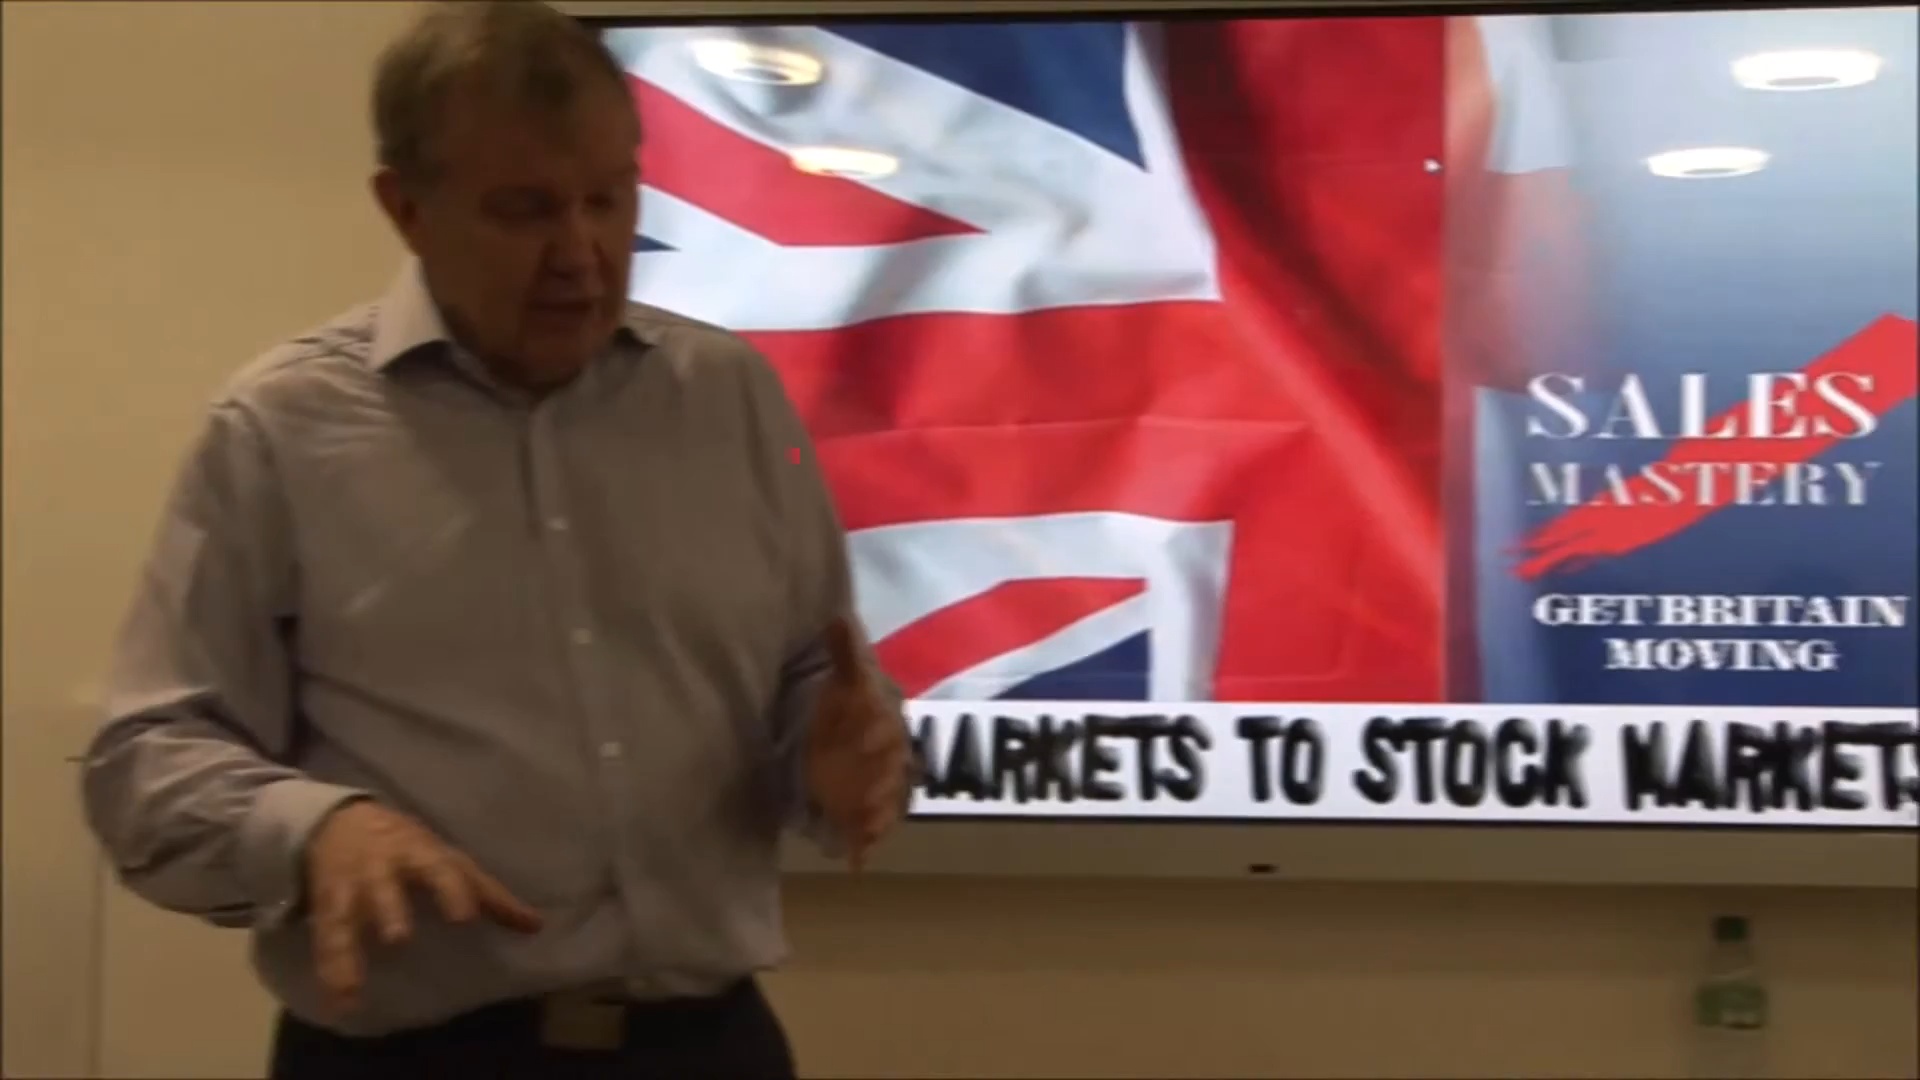 SALES
MASTERY
GET BRITAIN
MOVING
MARKETS TO STOCK MARKETS